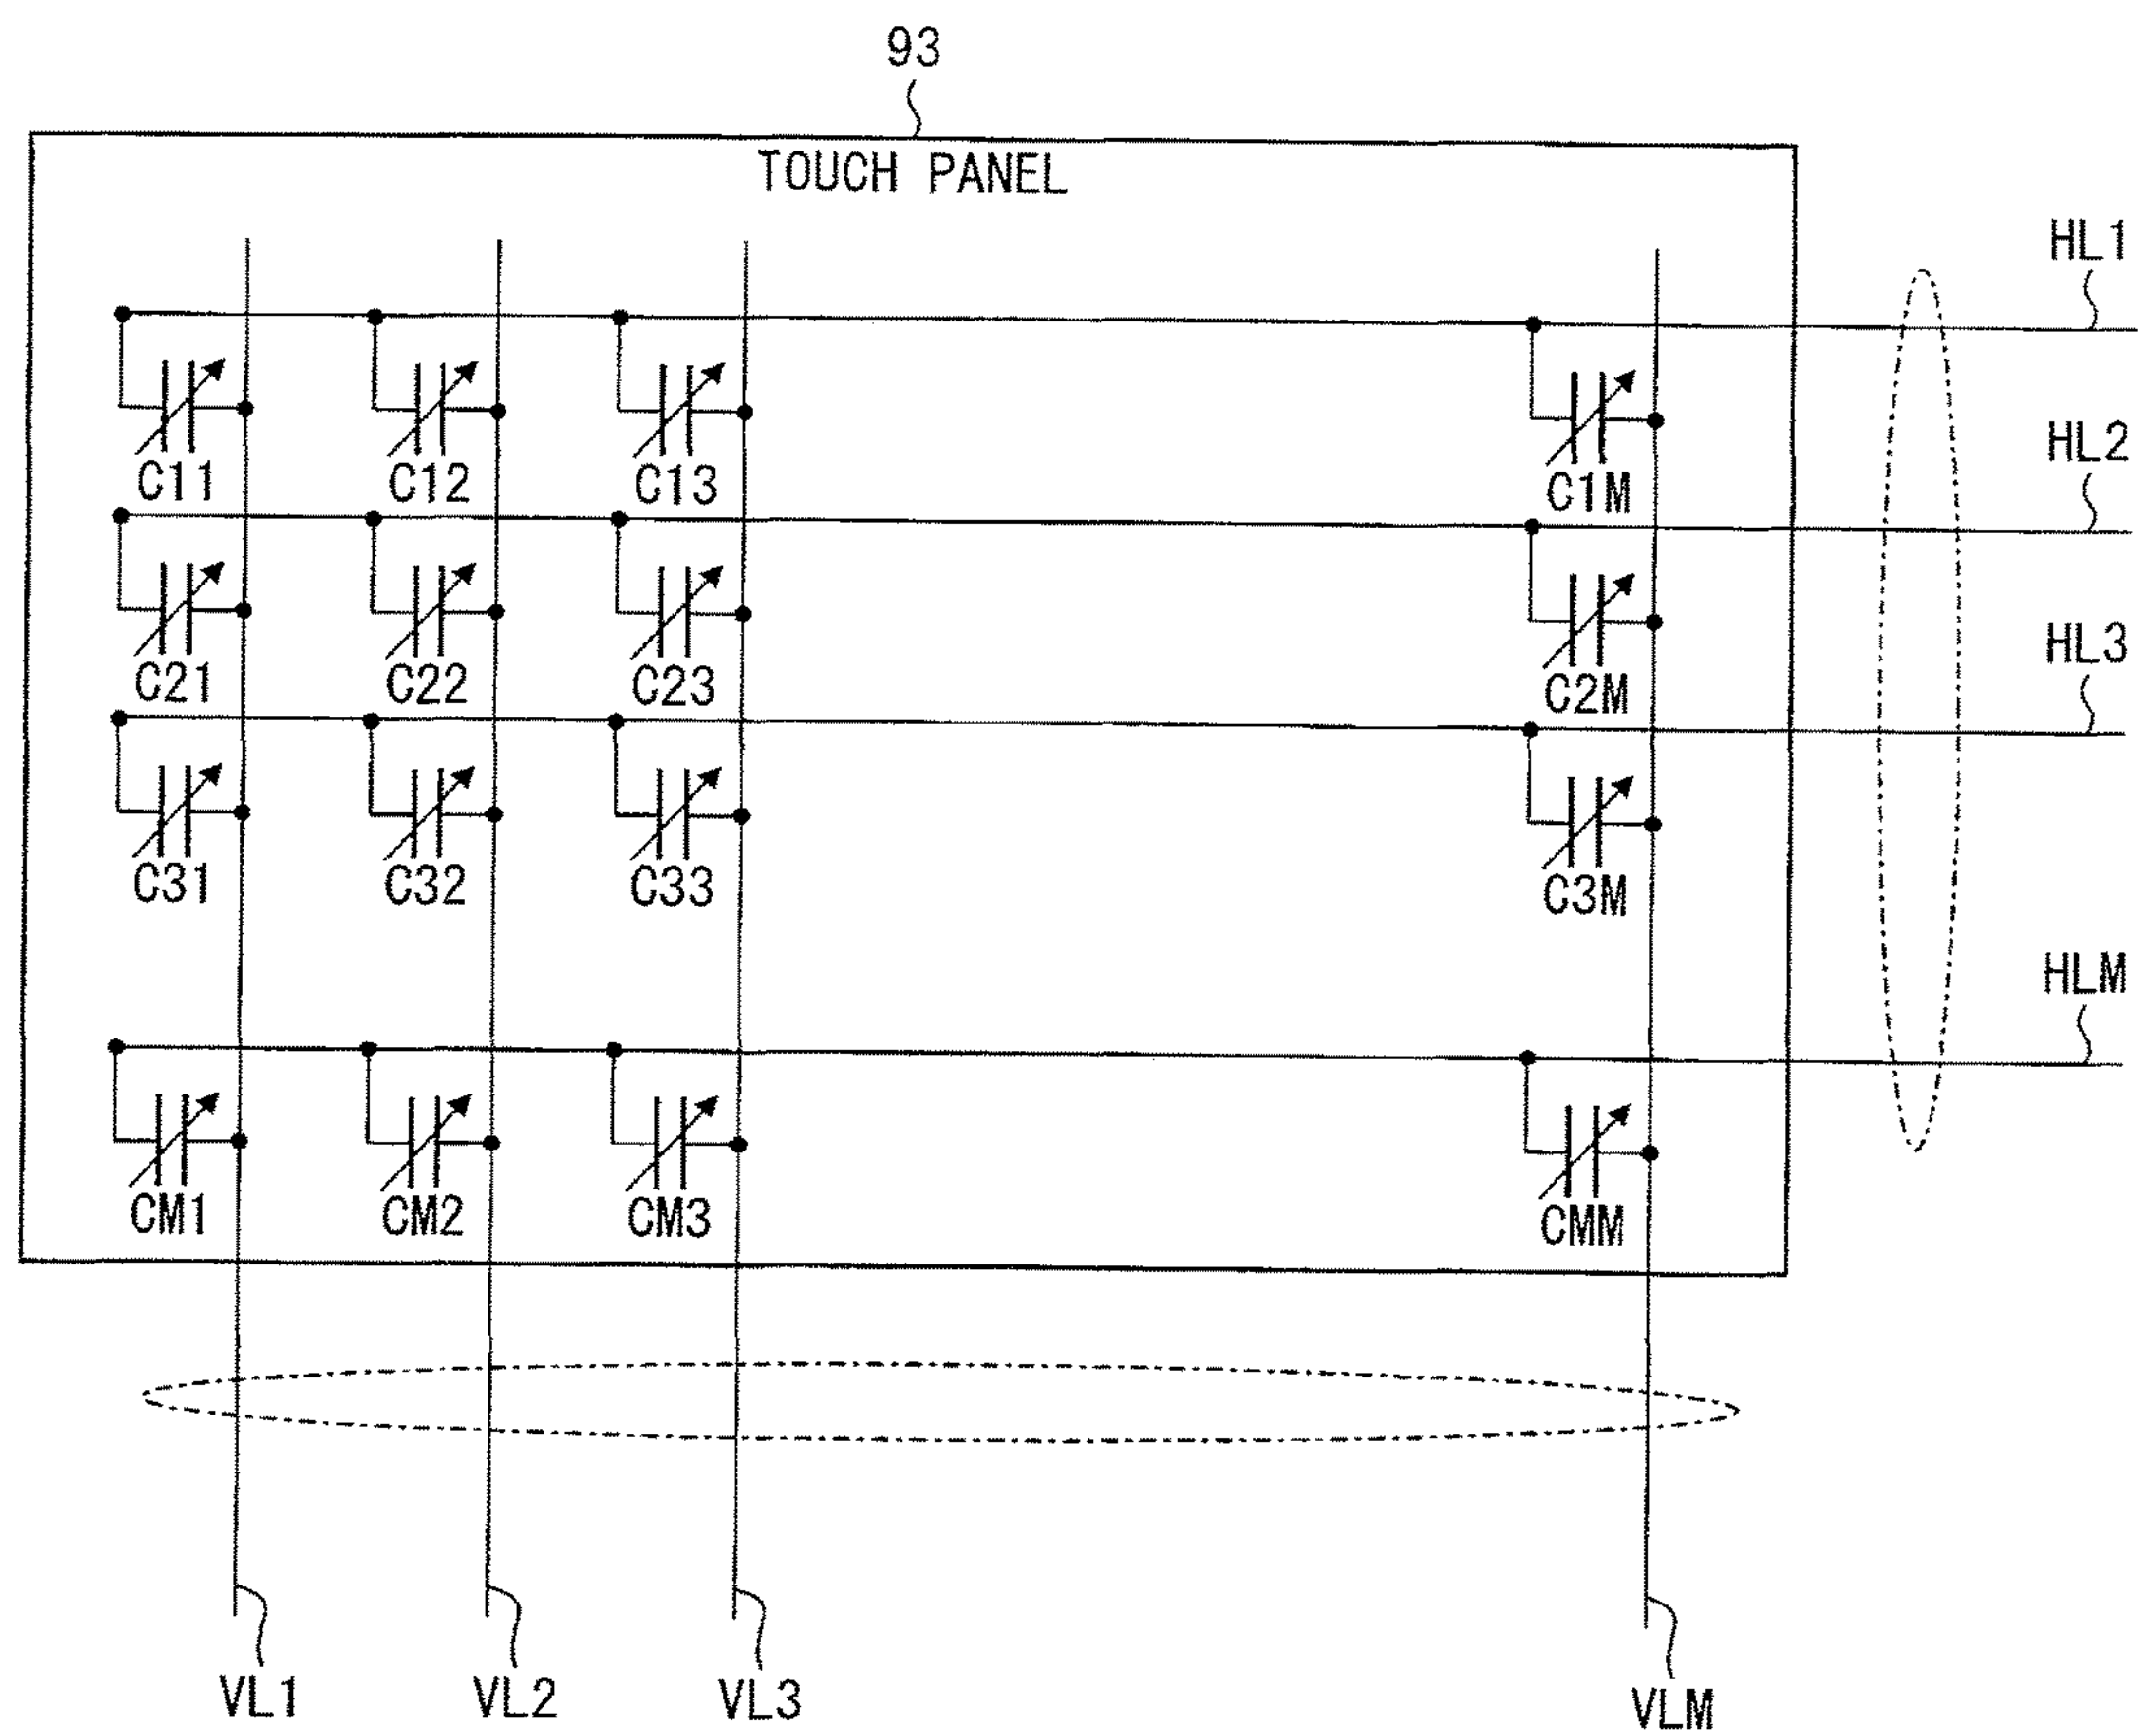 93
TOUCH PANEL
HL1
C11 C12 C13 C1M
HL2
C21 C22 C23 C2M
HL3
C31 C32 C33 C3M
HLM
CM1 CM2 CM3 CMM
VL1 VL2 VL3 VLM